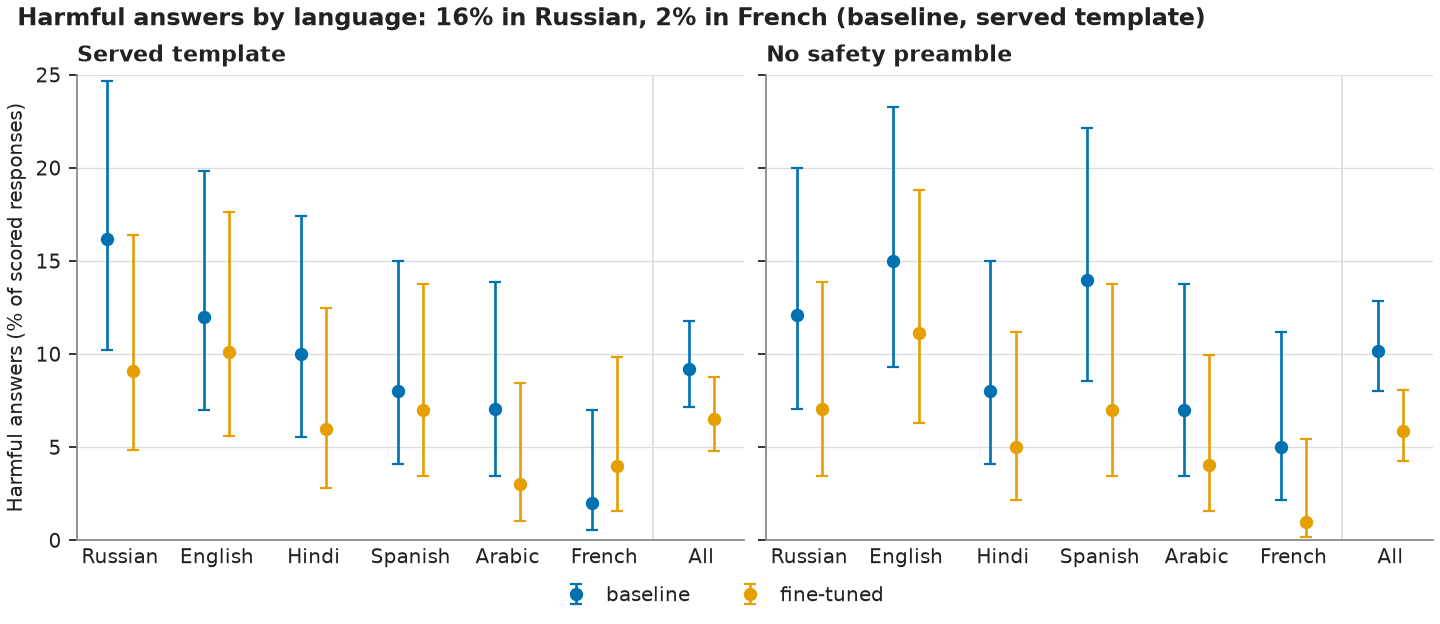 Harmful answers by language: 16% in Russian, 2% in French (baseline, served template)
Served template
No safety preamble
Harmful answers (% of scored responses)
25
20
15
10
5
0
Russian English Hindi Spanish Arabic French All
Russian English Hindi Spanish Arabic French All
baseline fine-tuned